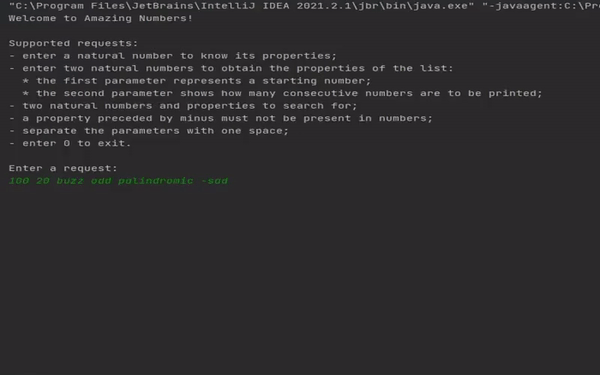 "C:\Program Files\JetBrains\IntelliJ IDEA 2021.2.1\jbr\bin\java.exe" "-javaagent:C:\Pr
Welcome to Amazing Numbers!
Supported requests:
- enter a natural number to know its properties;
- enter two natural numbers to obtain the properties of the list:
* the first parameter represents a starting number;
* the second parameter shows how many consecutive numbers are to be printed;
- two natural numbers and properties to search for;
- a property preceded by minus must not be present in numbers;
- separate the parameters with one space;
- enter 0 to exit.
Enter a request:
100 20 buzz odd palindromic -sad